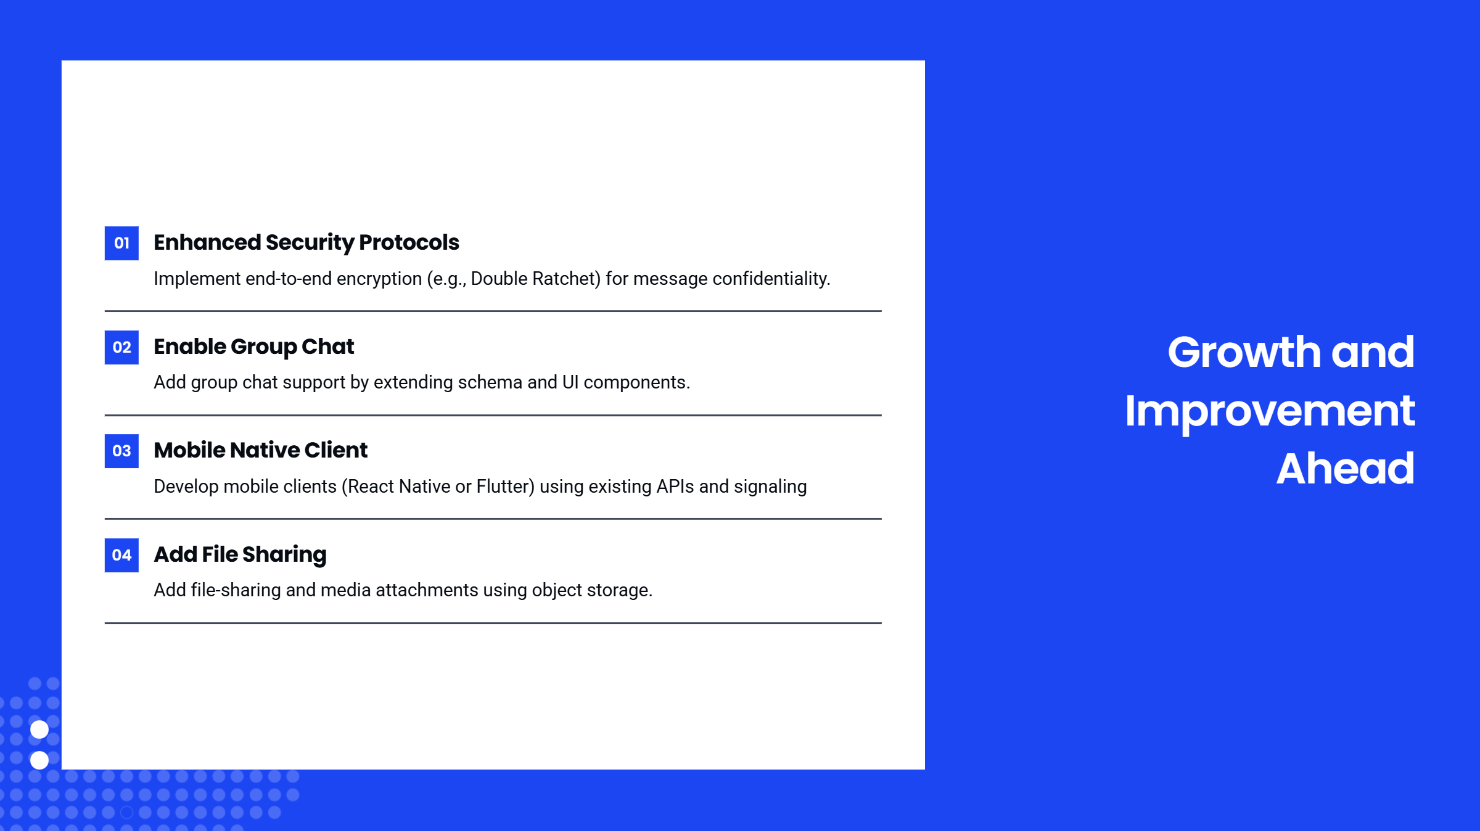 01 Enhanced Security Protocols
Implement end-to-end encryption (e.g., Double Ratchet) for message confidentiality.
02 Enable Group Chat
Add group chat support by extending schema and UI components.
03 Mobile Native Client
Develop mobile clients (React Native or Flutter) using existing APIs and signaling
04 Add File Sharing
Add file-sharing and media attachments using object storage.
Growth and
Improvement
Ahead